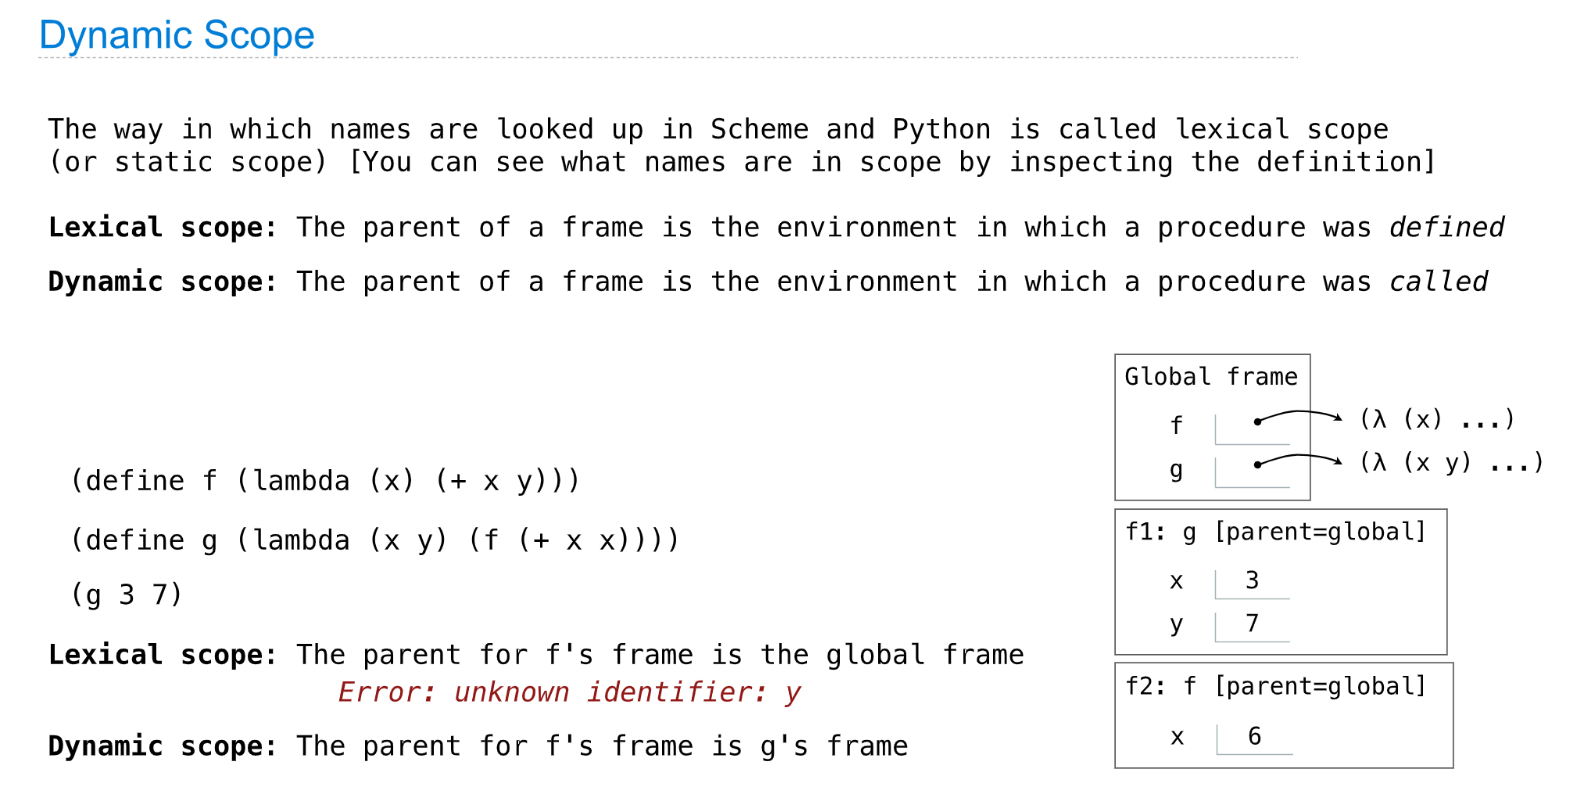 Dynamic Scope
The way in which names are looked up in Scheme and Python is called lexical scope
(or static scope) [You can see what names are in scope by inspecting the definition]
Lexical scope: The parent of a frame is the environment in which a procedure was defined
Dynamic scope: The parent of a frame is the environment in which a procedure was called
(define f (lambda (x) (+ x y)))
(define g (lambda (x y) (f (+ x x))))
(g 3 7)
Lexical scope: The parent for f's frame is the global frame
Error: unknown identifier: y
Dynamic scope: The parent for f's frame is g's frame
Global frame
f (λ (x) ...)
g (λ (x y) ...)
f1: g [parent=global]
x 3
y 7
f2: f [parent=global]
x 6